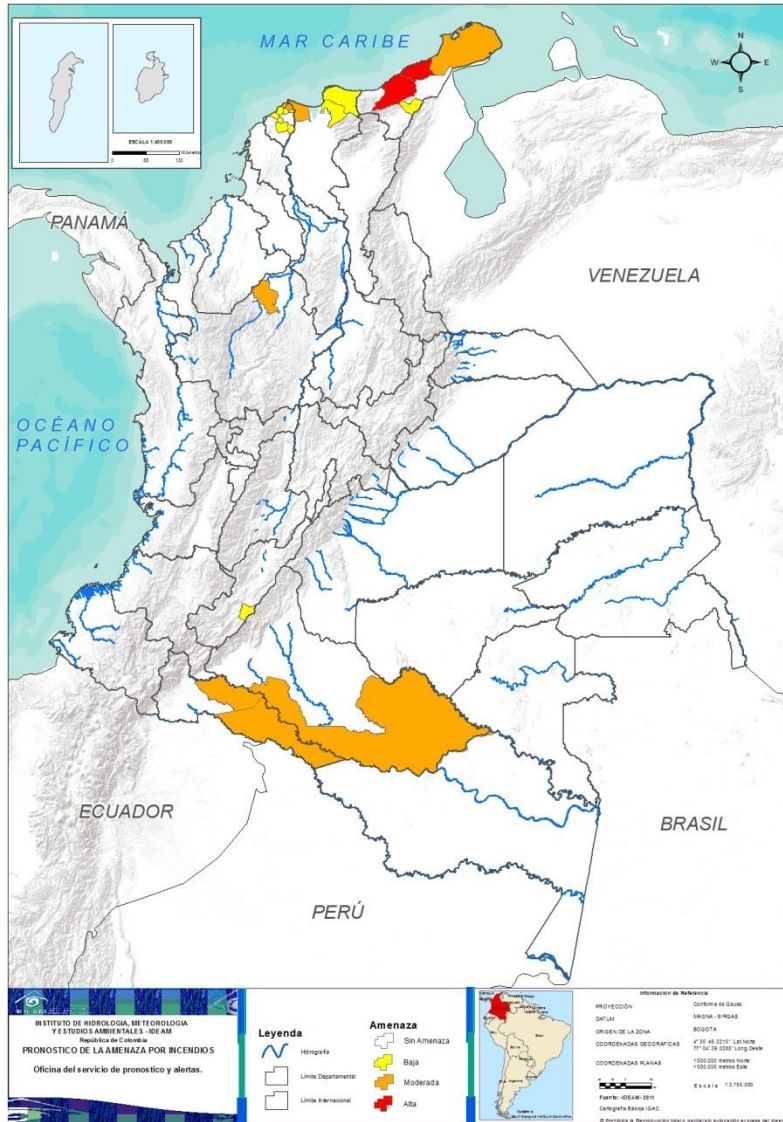 MAR CARIBE
N
W
E
S
ESCALA 1:400.000
PANAMÁ
VENEZUELA
OCÉANO
PACÍFICO
ECUADOR
BRASIL
PERÚ
INSTITUTO DE HIDROLOGIA, METEOROLOGIA
Y ESTUDIOS AMBIENTALES - IDEAM
República de Colombia
PRONOSTICO DE LA AMENAZA POR INCENDIOS
Oficina del servicio de pronostico y alertas.
Leyenda
Hidrografía
Límite Departamental
Límite Internacional
Amenaza
Sin Amenaza
Baja
Moderada
Alta
Información de Referencia
PROYECCIÓN Conforme de Gauss
DATUM MAGNA - SIRGAS
ORIGEN DE LA ZONA BOGOTÁ
COORDENADAS GEOGRÁFICAS
COORDENADAS PLANAS 1'000.000 metros Norte
1'000.000 metros Este
Escala 1:3.750.000
Fuente: IDEAM - 2011
Cartografía Básica IGAC